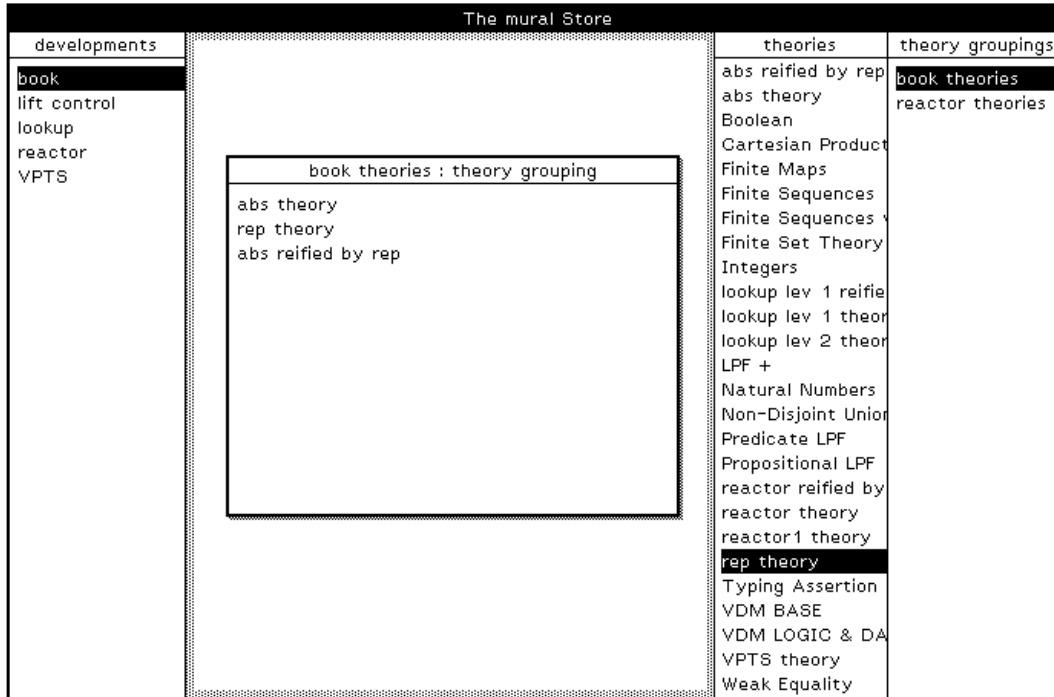 The mural Store
developments
book
lift control
lookup
reactor
VPTS
book theories : theory grouping
abs theory
rep theory
abs reified by rep
theories
abs reified by rep
abs theory
Boolean
Cartesian Product
Finite Maps
Finite Sequences
Finite Sequences
Finite Set Theory
Integers
lookup lev 1 reifie
lookup lev 1 theor
lookup lev 2 theor
LPF +
Natural Numbers
Non-Disjoint Union
Predicate LPF
Propositional LPF
reactor reified by
reactor theory
reactor1 theory
rep theory
Typing Assertion
VDM BASE
VDM LOGIC & DA
VPTS theory
Weak Equality
theory groupings
book theories
reactor theories